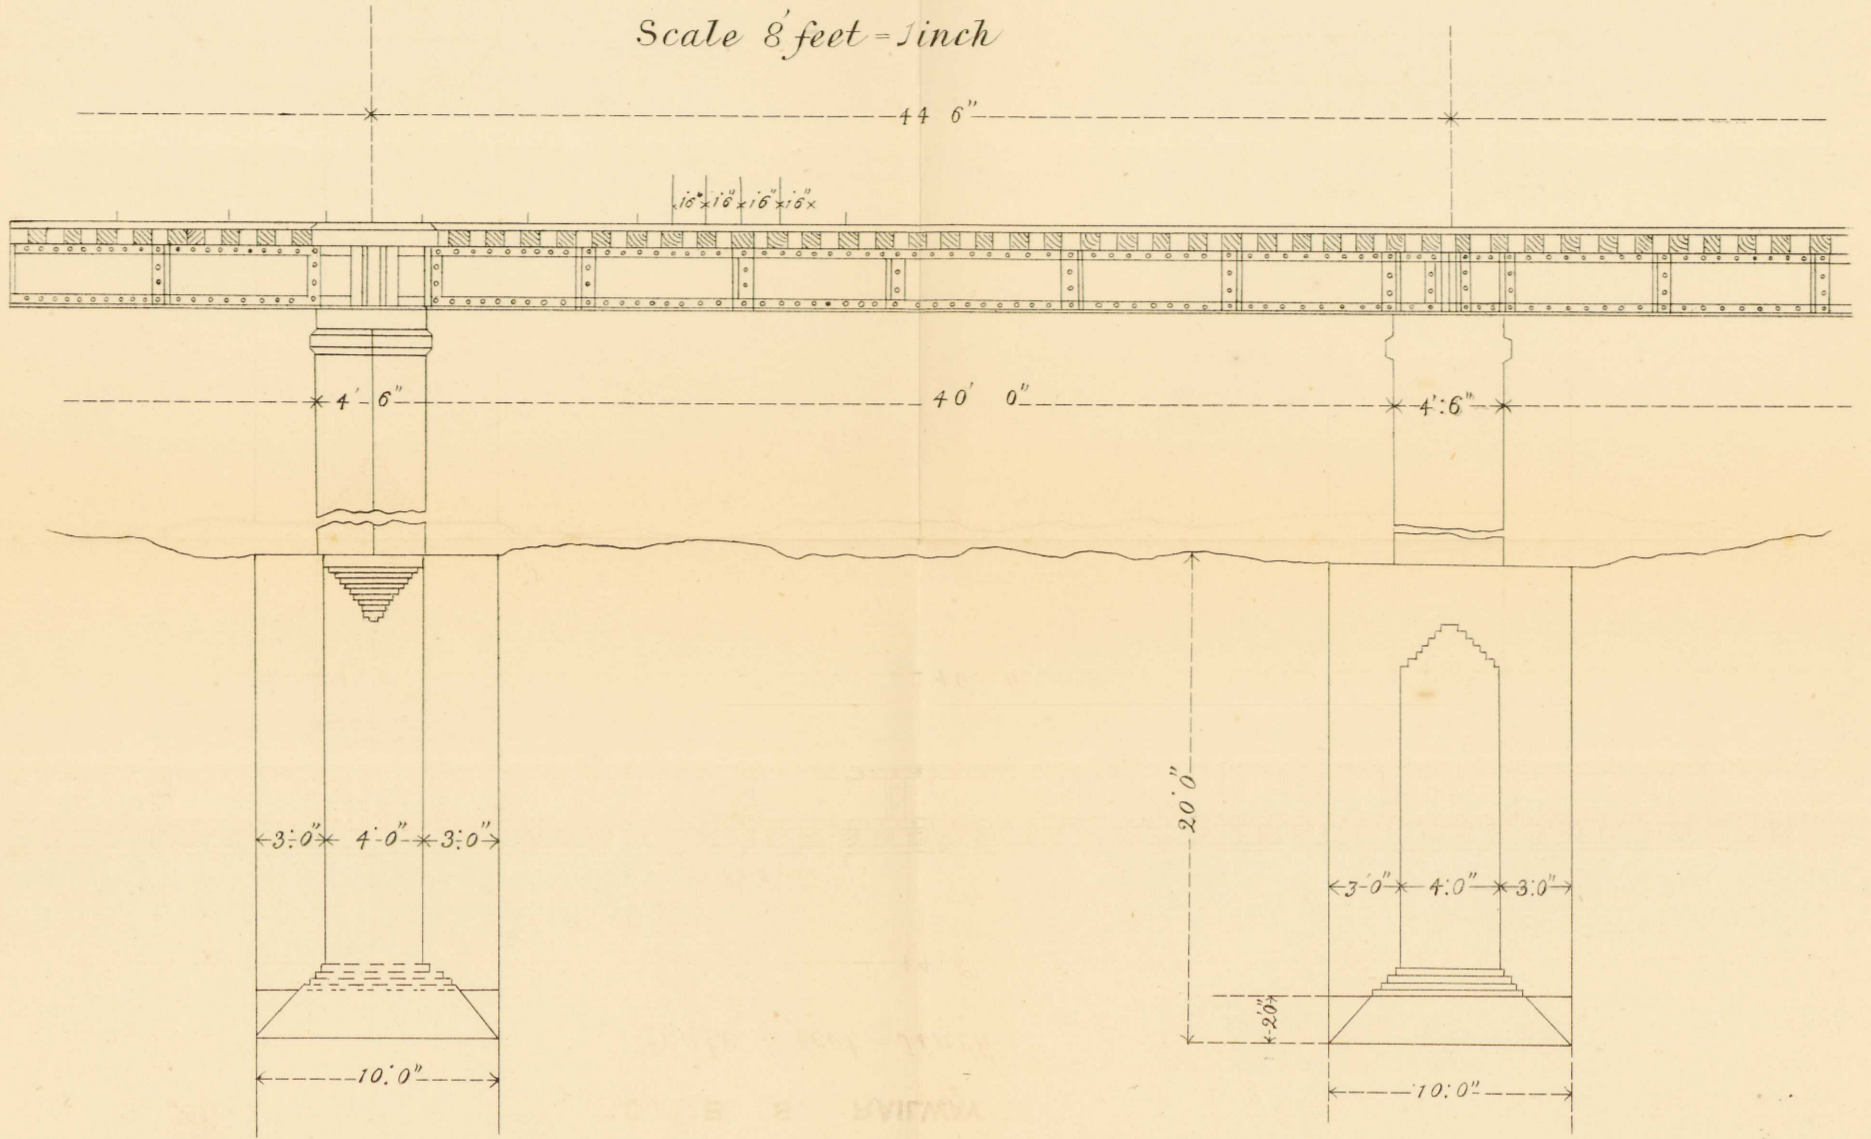 Scale 8' feet = 1 inch
44 6"
1'6" 1'6" 1'6" 1'6"
4'-6" 40' 0" 4':6"
20'0"
3':0" 4'-0" 3':0"
3'-0" 4':0" 3':0"
2'0"
10':0"
10':0"
RAILWAY